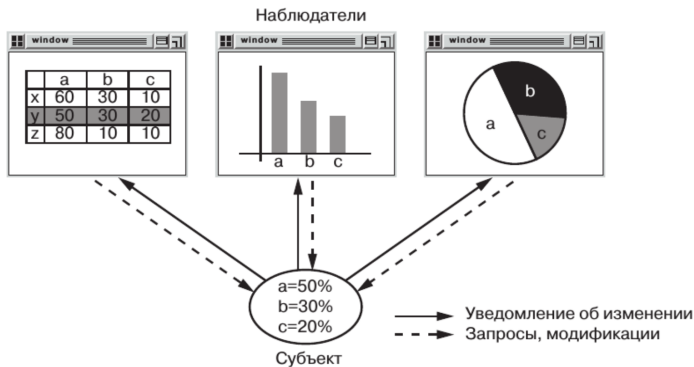 Наблюдатели
window
window
window
a b c
x 60 30 10
y 50 30 20
z 80 10 10
a b c
a
b
c
a=50%
b=30%
c=20%
Субъект
Уведомление об изменении
Запросы, модификации